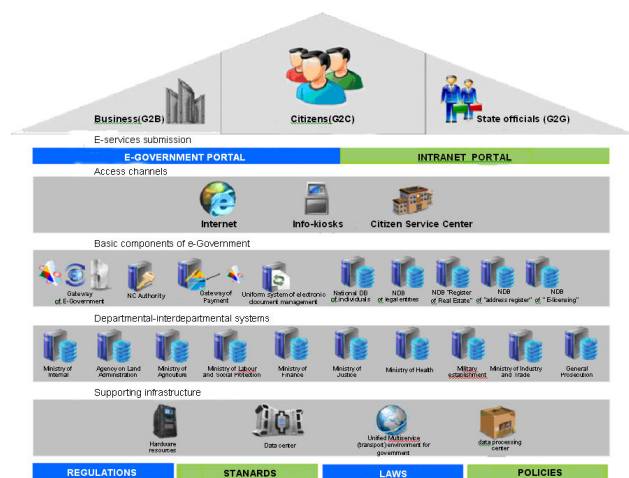 Business(G2B)
Citizens(G2C)
State officials (G2G)
E-services submission
E-GOVERNMENT PORTAL
INTRANET PORTAL
Access channels
Internet
Info-kiosks
Citizen Service Center
Basic components of e-Government
Gateway
of E-Government
NC Authority
Gateway of
Payment
Uniform system of electronic
document management
National DB
of individuals
NDB
of legal entities
NDB "Register
of Real Estate"
NDB
of "address register"
NDB
of " E-licensing"
Departmental-interdepartmental systems
Ministry of
Internal
Agency on Land
Administration
Ministry of
Agriculture
Ministry of Labour
and Social Protection
Ministry of
Finance
Ministry of
Justice
Ministry of Health
Military
establishment
Ministry of Industry
and Trade
General
Prosecution
Supporting infrastructure
Hardware
resources
Data center
Unified Multiservice
(transport) environment for
government
data processing
center
REGULATIONS
STANARDS
LAWS
POLICIES